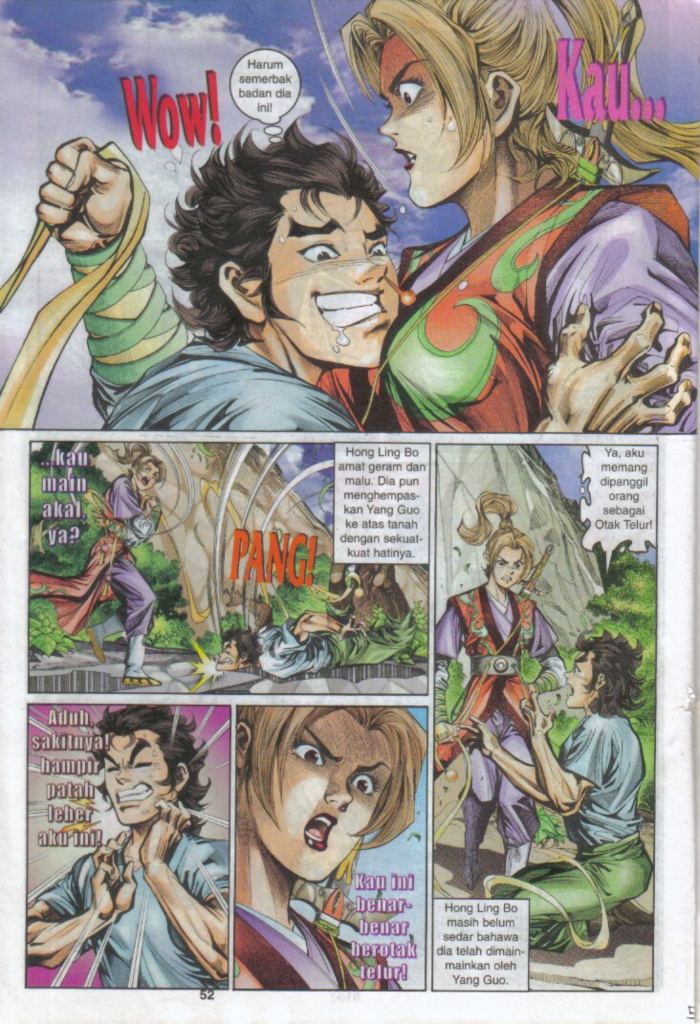 Wow!
Harum
semerbak
badan dia
ini!
Kau...
...kau
main
akal,
ya?
PANG!
Hong Ling Bo
amat geram dan
malu. Dia pun
menghempas-
kan Yang Guo
ke atas tanah
dengan sekuat-
kuat hatinya.
Aduh,
sakitnya!
hampir
patah
leher
aku ini!
Kau ini
benar-
benar
berotak
telur!
Ya, aku
memang
dipanggil
orang
sebagai
Otak Telur!
Hong Ling Bo
masih belum
sedar bahawa
dia telah dimain-
mainkan oleh
Yang Guo.
52